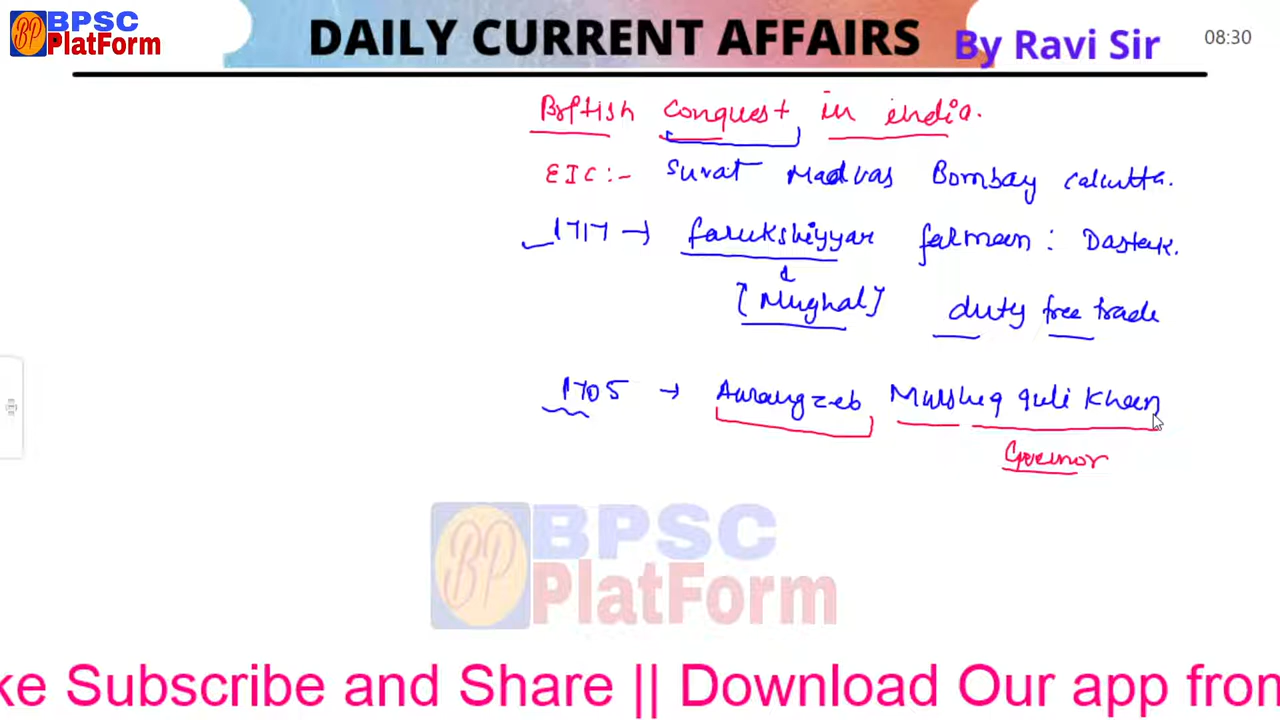 BPSC
PlatForm
DAILY CURRENT AFFAIRS By Ravi Sir
08:30
British Conquest in india.
EIC:- Surat Madras Bombay Calcutta.
1717 → farukshiyyar farman : Dastak.
[Mughal] duty free trade
1705 → Aurangzeb Murshid quli Khan
Governor
BPSC
PlatForm
ke Subscribe and Share || Download Our app from